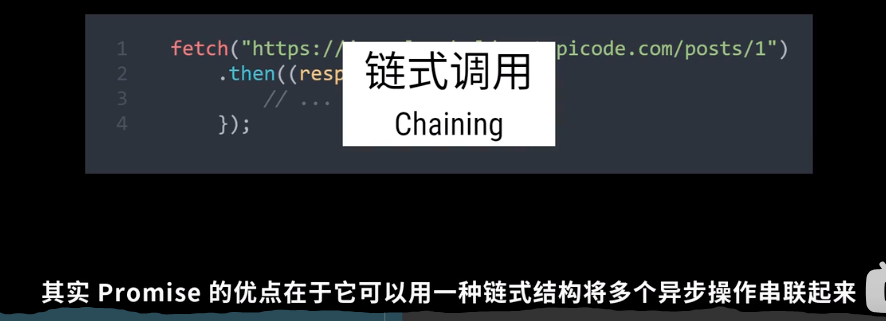 1 fetch("https://
picode.com/posts/1")
2 .then((resp
3 // ...
4 });
链式调用
Chaining
其实 Promise 的优点在于它可以用一种链式结构将多个异步操作串联起来